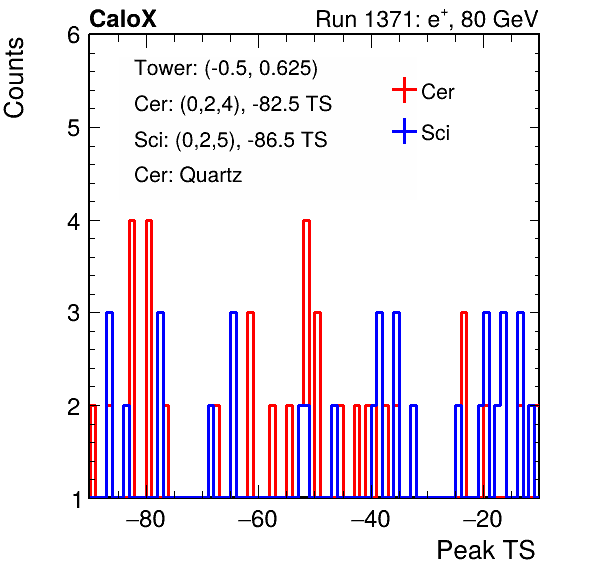 CaloX Run 1371: e⁺, 80 GeV
Counts
Tower: (-0.5, 0.625)
Cer: (0,2,4), -82.5 TS
Sci: (0,2,5), -86.5 TS
Cer: Quartz
Cer
Sci
6
5
4
3
2
1
−80 −60 −40 −20
Peak TS